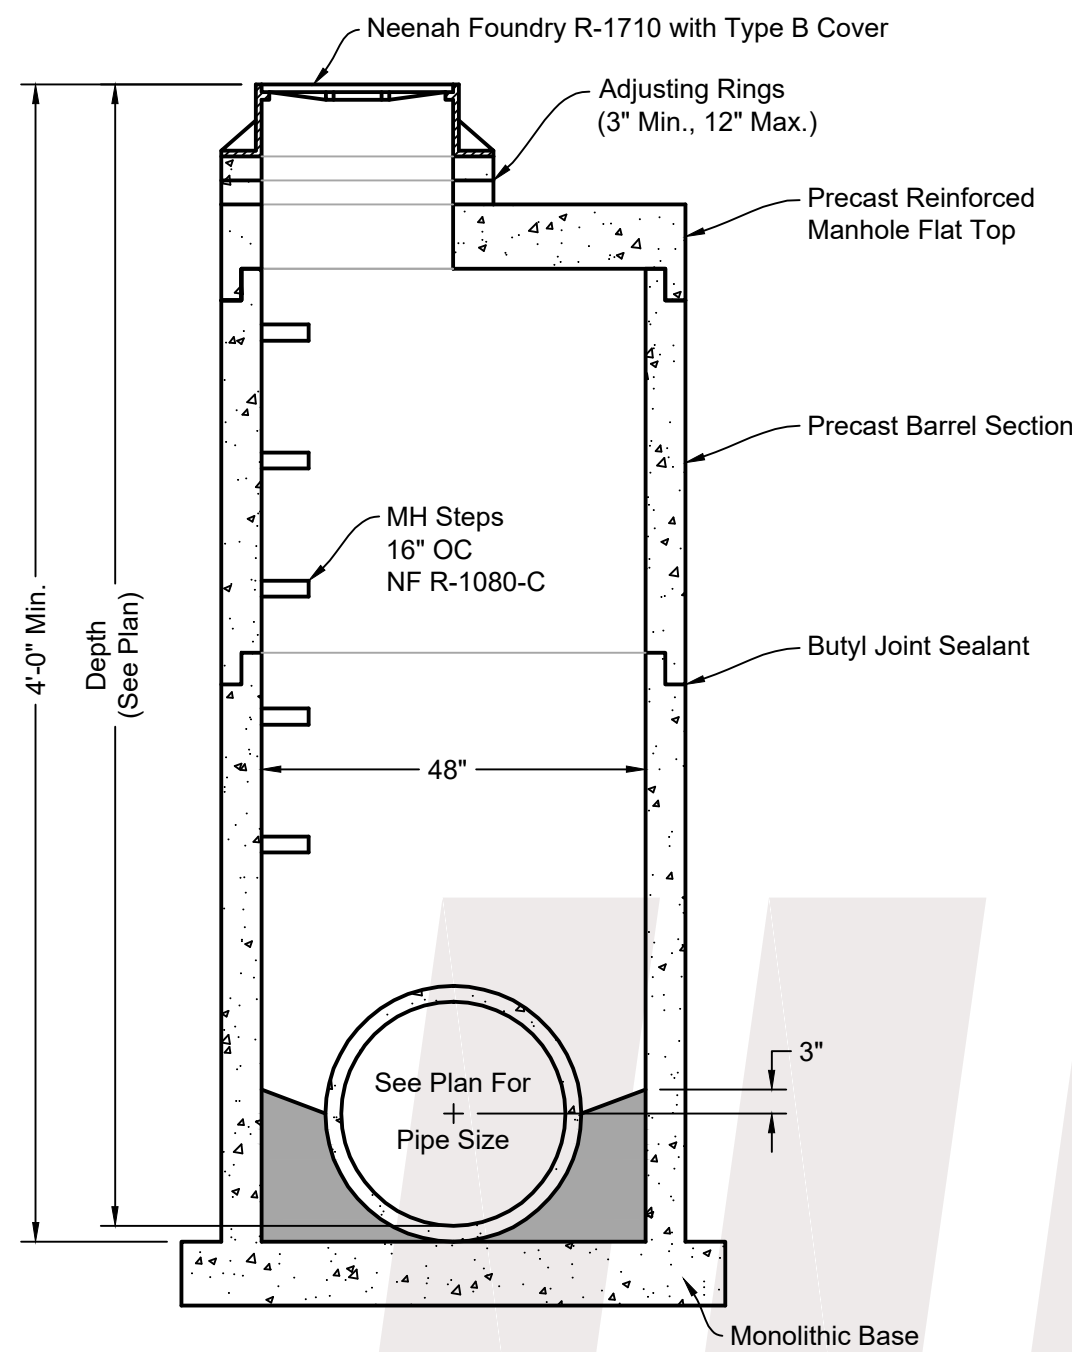 Neenah Foundry R-1710 with Type B Cover
Adjusting Rings
(3" Min., 12" Max.)
Precast Reinforced
Manhole Flat Top
Precast Barrel Section
MH Steps
16" OC
NF R-1080-C
4'-0" Min.
Depth
(See Plan)
Butyl Joint Sealant
48"
3"
See Plan For
Pipe Size
Monolithic Base